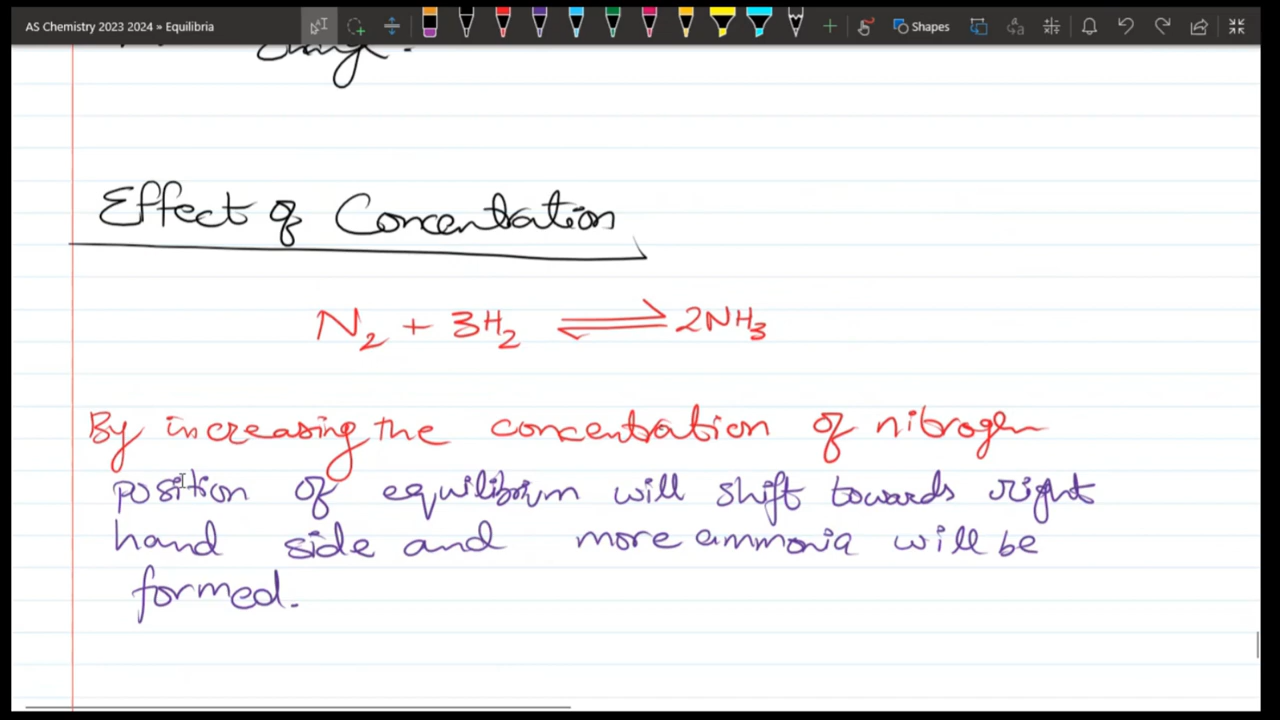 AS Chemistry 2023 2024 » Equilibria
Shapes
change.
Effect of Concentration
N₂ + 3H₂ ⇌ 2NH₃
By increasing the concentration of nitrogen
position of equilibrium will shift towards right
hand side and more ammonia will be
formed.